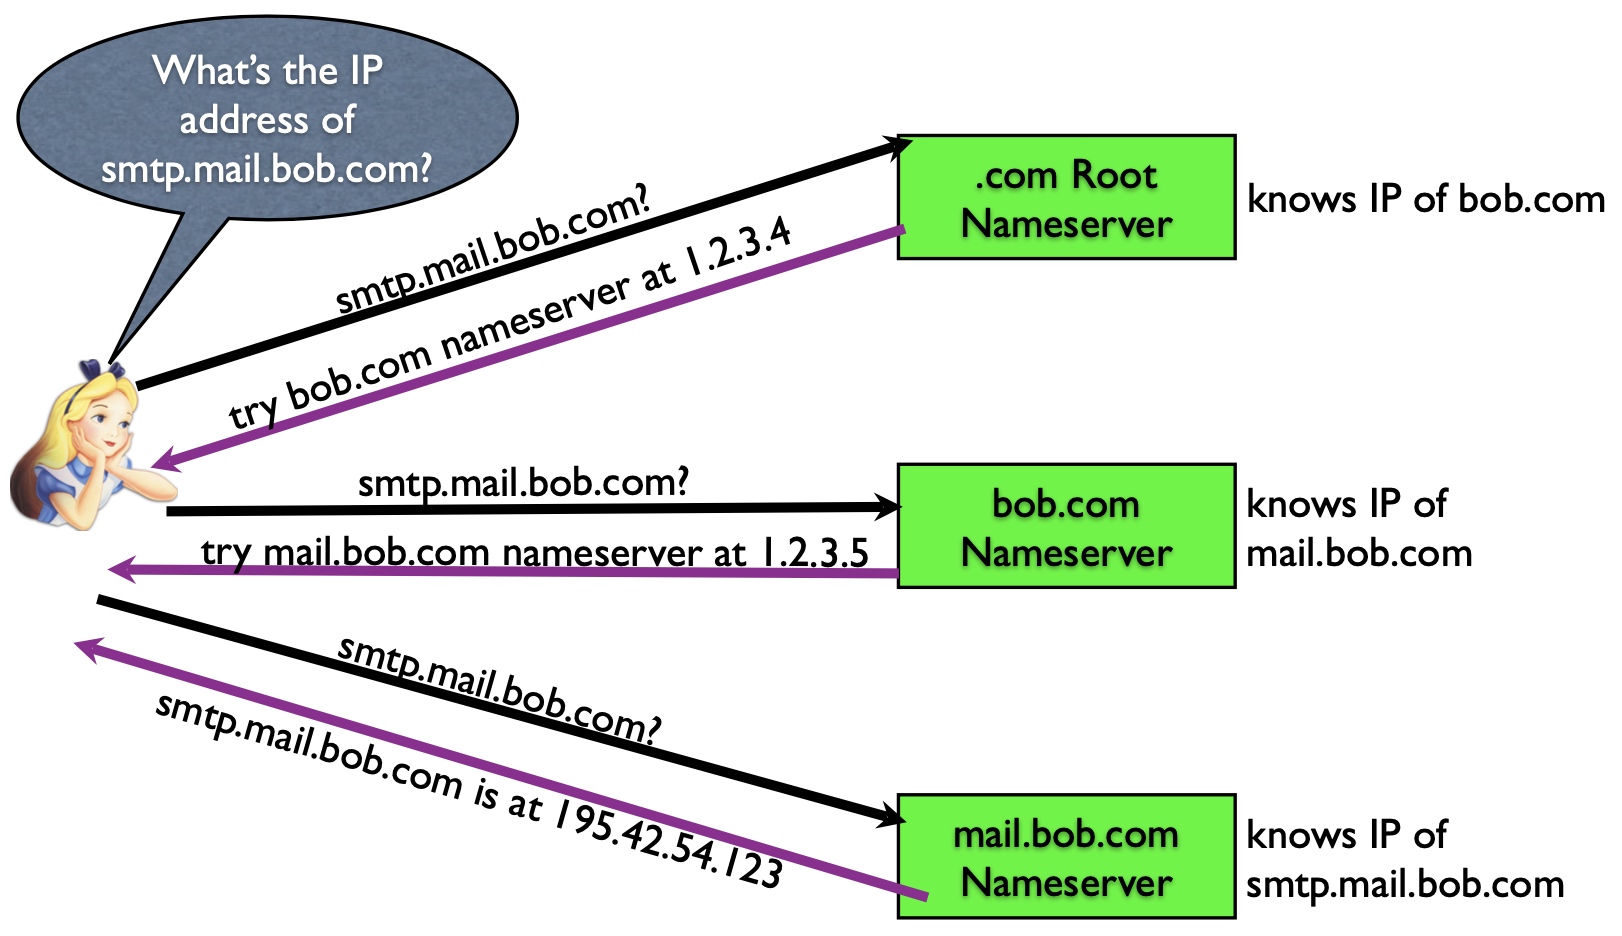 What's the IP
address of
smtp.mail.bob.com?
smtp.mail.bob.com?
try bob.com nameserver at 1.2.3.4
.com Root
Nameserver
knows IP of bob.com
smtp.mail.bob.com?
try mail.bob.com nameserver at 1.2.3.5
bob.com
Nameserver
knows IP of
mail.bob.com
smtp.mail.bob.com?
smtp.mail.bob.com is at 195.42.54.123
mail.bob.com
Nameserver
knows IP of
smtp.mail.bob.com